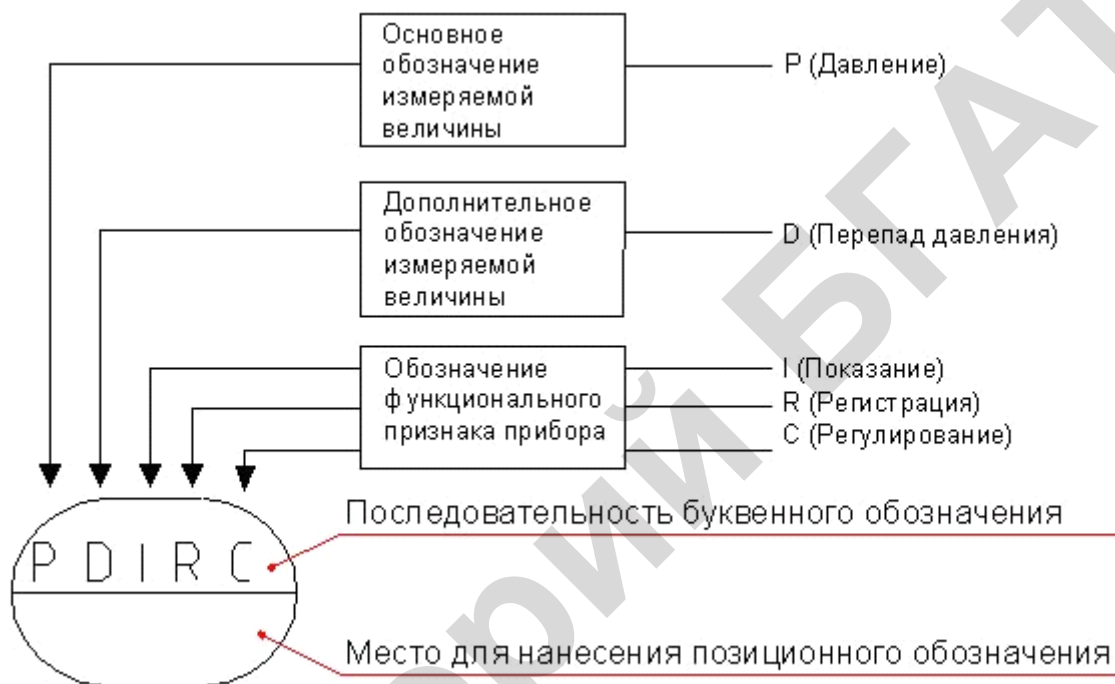 Основное
обозначение
измеряемой
величины
P (Давление)
Дополнительное
обозначение
измеряемой
величины
D (Перепад давления)
Обозначение
функционального
признака прибора
I (Показание)
R (Регистрация)
C (Регулирование)
Последовательность буквенного обозначения
P D I R C
Место для нанесения позиционного обозначения
БГАТ